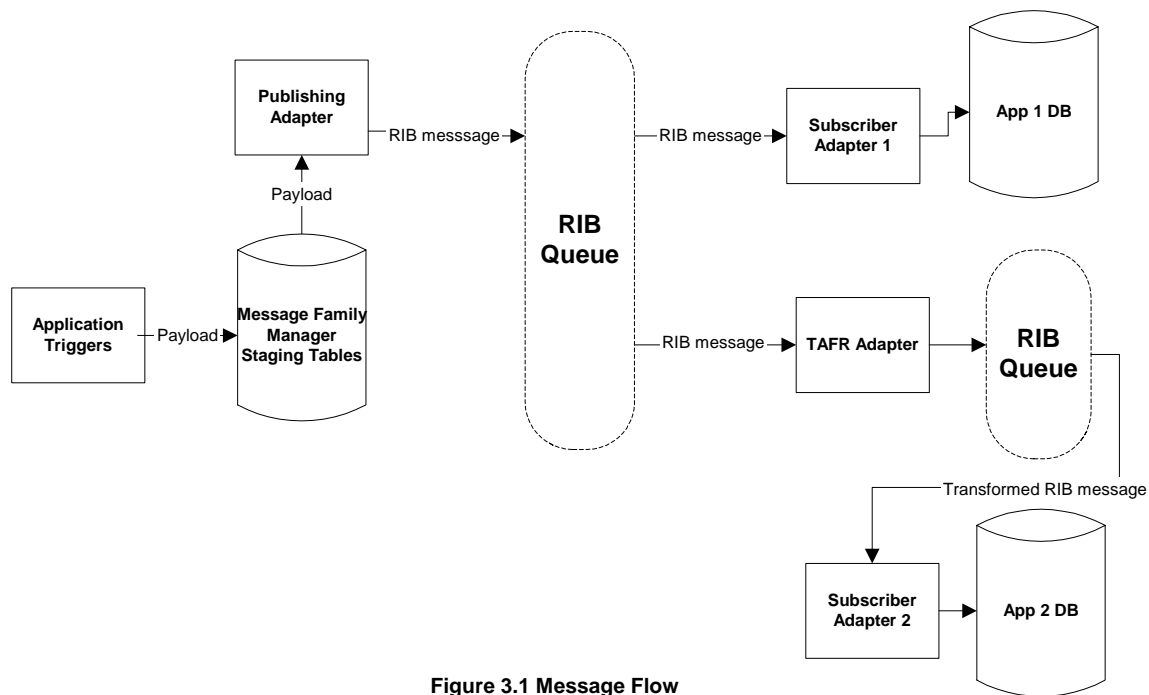 Publishing
Adapter
RIB messsage
RIB message
Subscriber
Adapter 1
App 1 DB
Payload
RIB
Queue
Application
Triggers
Payload
Message Family
Manager
Staging Tables
RIB message
TAFR Adapter
RIB
Queue
Transformed RIB message
Subscriber
Adapter 2
App 2 DB
Figure 3.1 Message Flow